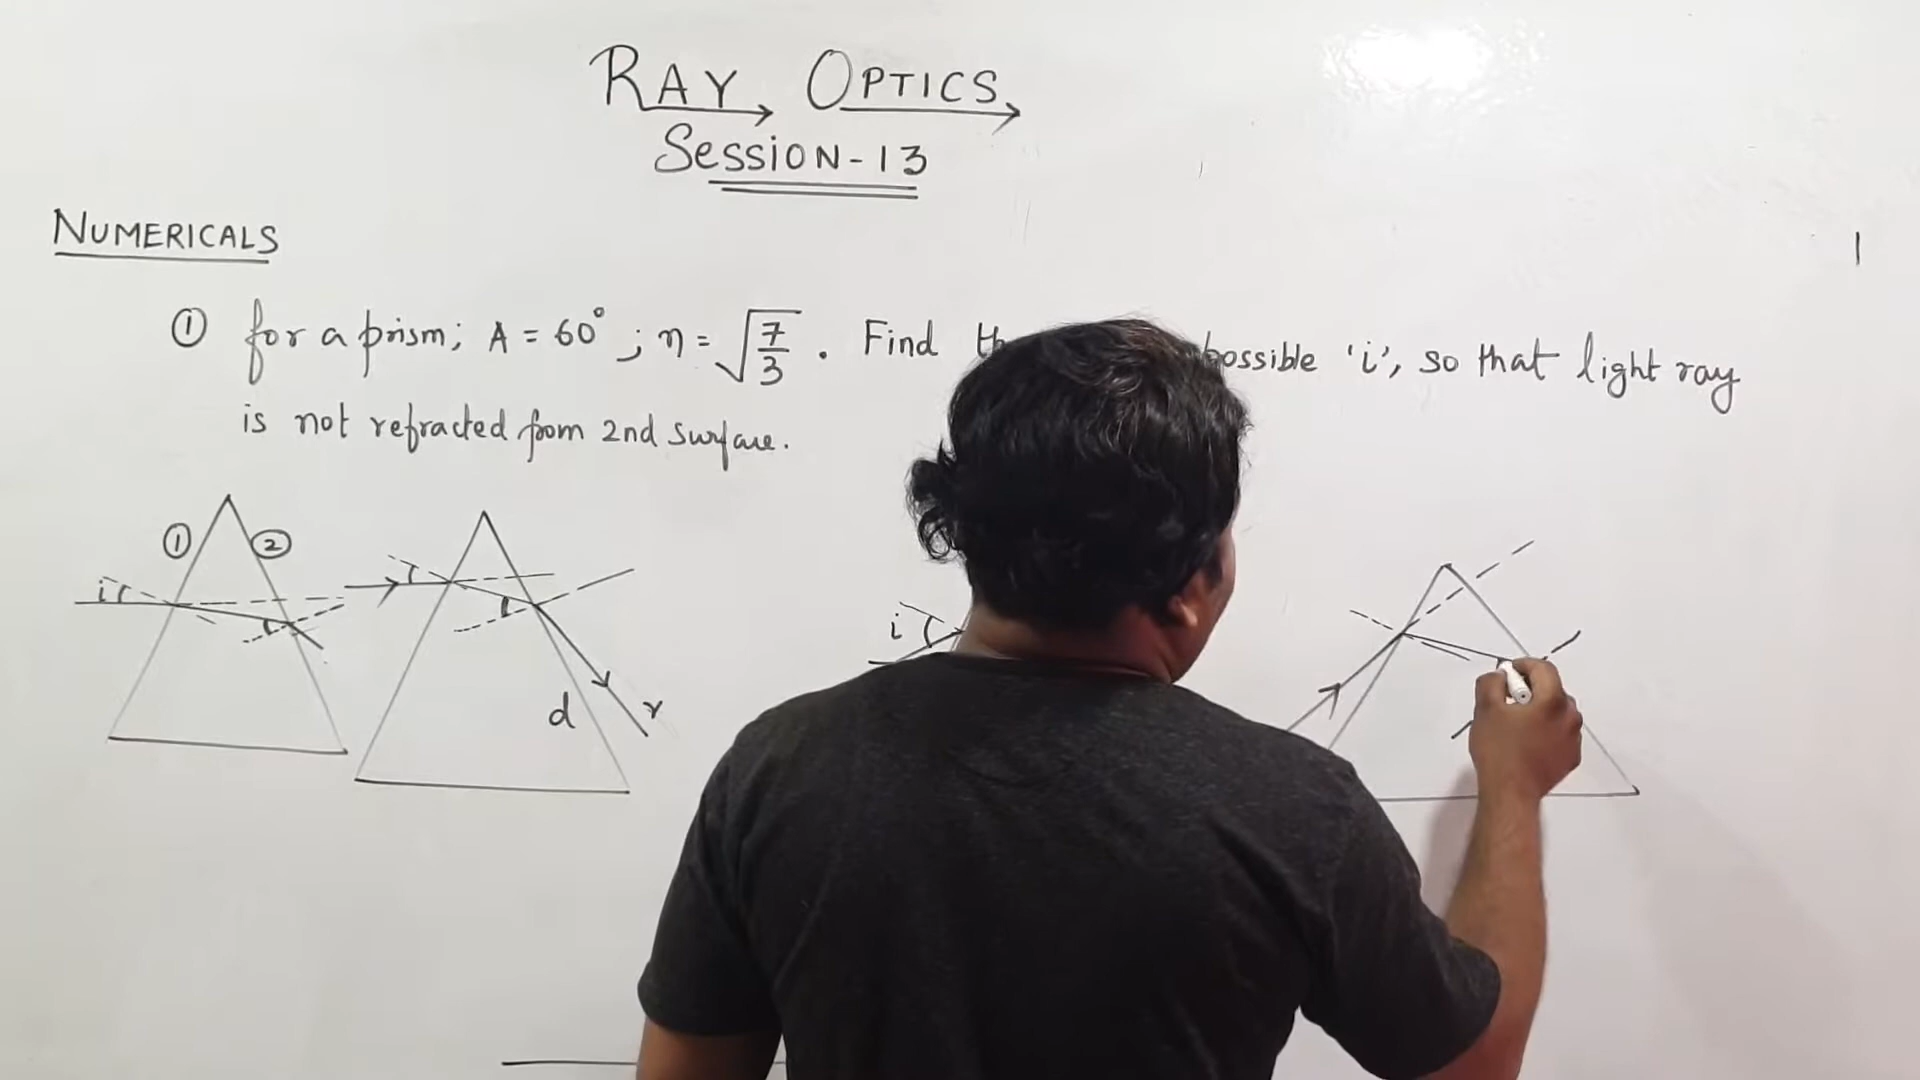 RAY OPTICS
SESSION-13
NUMERICALS
① for a prism; A = 60° ; η = √7/3 . Find possible 'i', so that light ray
is not refracted from 2nd surface.
① ②
i
d r
i